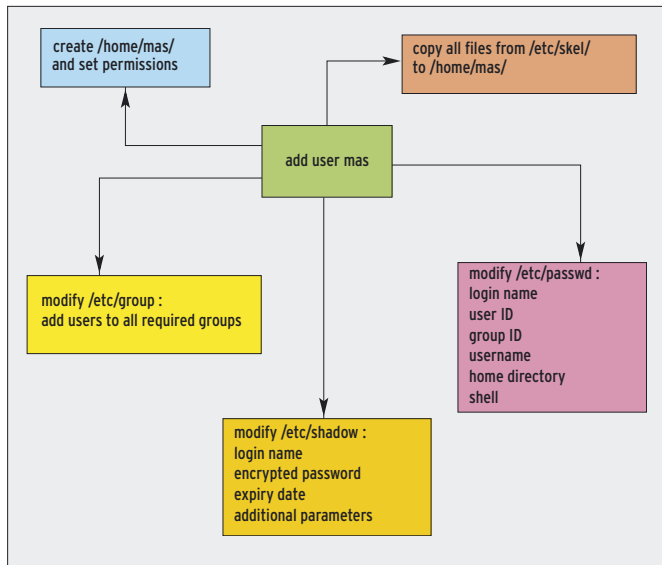 create /home/mas/
and set permissions
copy all files from /etc/skel/
to /home/mas/
add user mas
modify /etc/group :
add users to all required groups
modify /etc/passwd :
login name
user ID
group ID
username
home directory
shell
modify /etc/shadow :
login name
encrypted password
expiry date
additional parameters